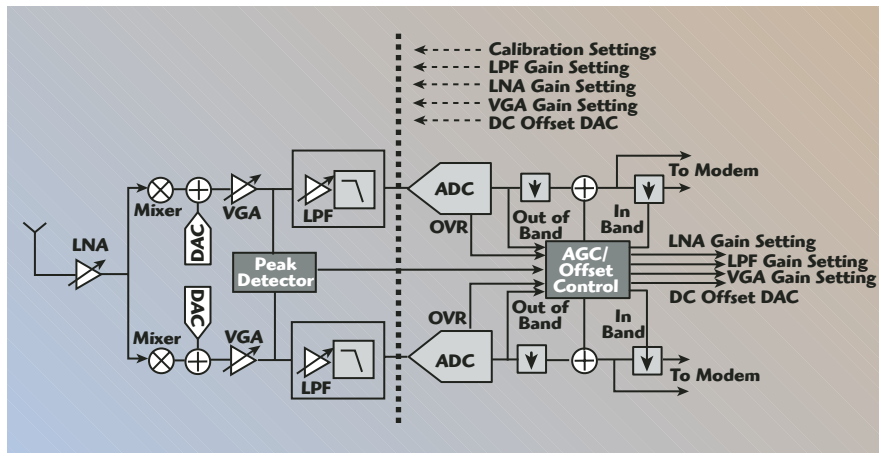 Calibration Settings
LPF Gain Setting
LNA Gain Setting
VGA Gain Setting
DC Offset DAC
To Modem
ADC
Mixer
VGA
LPF
DAC
OVR
Out of
Band
In
Band
LNA
Peak
Detector
AGC/
Offset
Control
LNA Gain Setting
LPF Gain Setting
VGA Gain Setting
DC Offset DAC
DAC
OVR
Out of
Band
In
Band
Mixer
VGA
LPF
ADC
To Modem